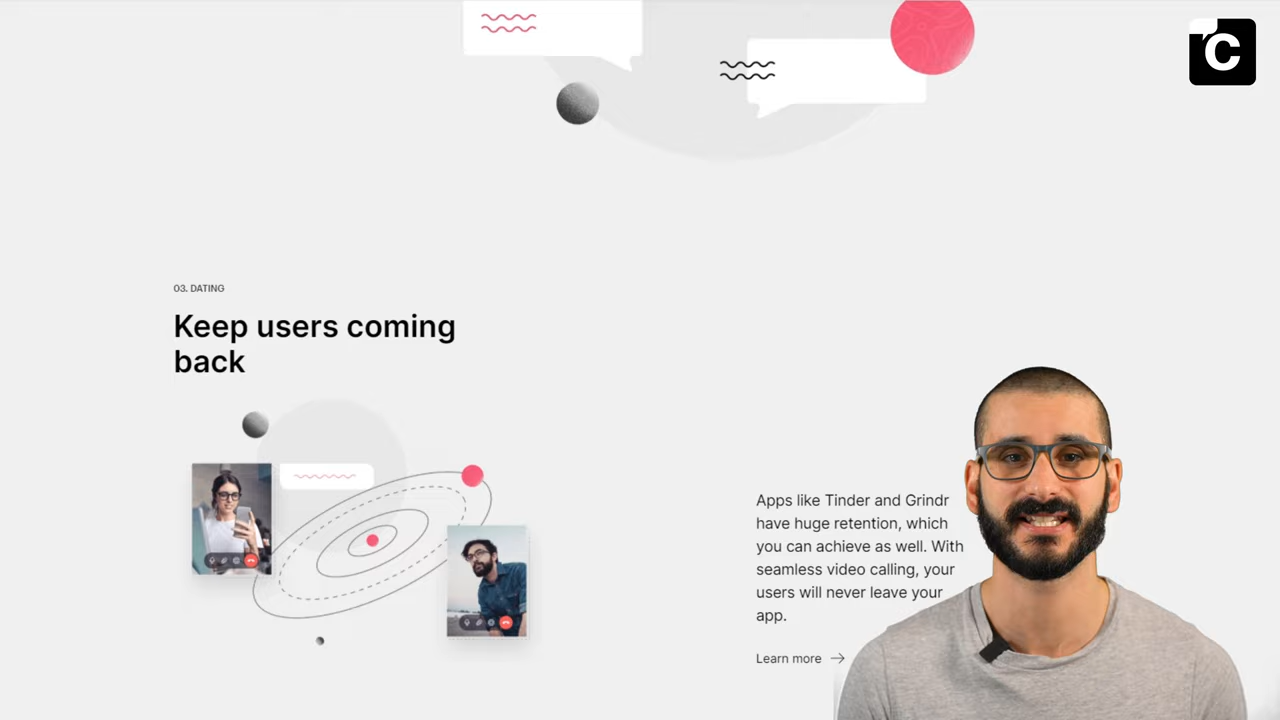 C
03. DATING
Keep users coming
back
Apps like Tinder and Grindr
have huge retention, which
you can achieve as well. With
seamless video calling, your
users will never leave your
app.
Learn more